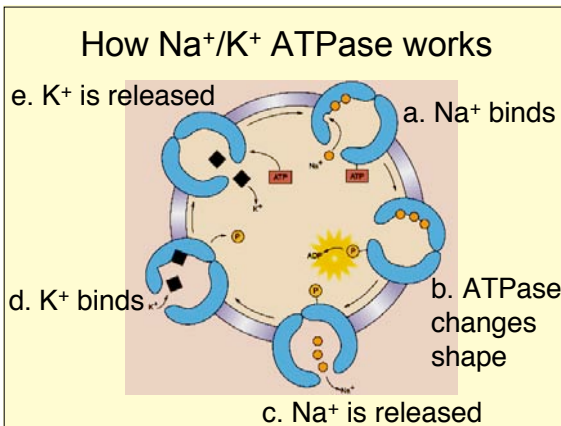 How Na⁺/K⁺ ATPase works
e. K⁺ is released
a. Na⁺ binds
Na⁺
ATP
ATP
K⁺
P
ADP
P
P
d. K⁺ binds
K⁺
b. ATPase
changes
shape
Na⁺
c. Na⁺ is released